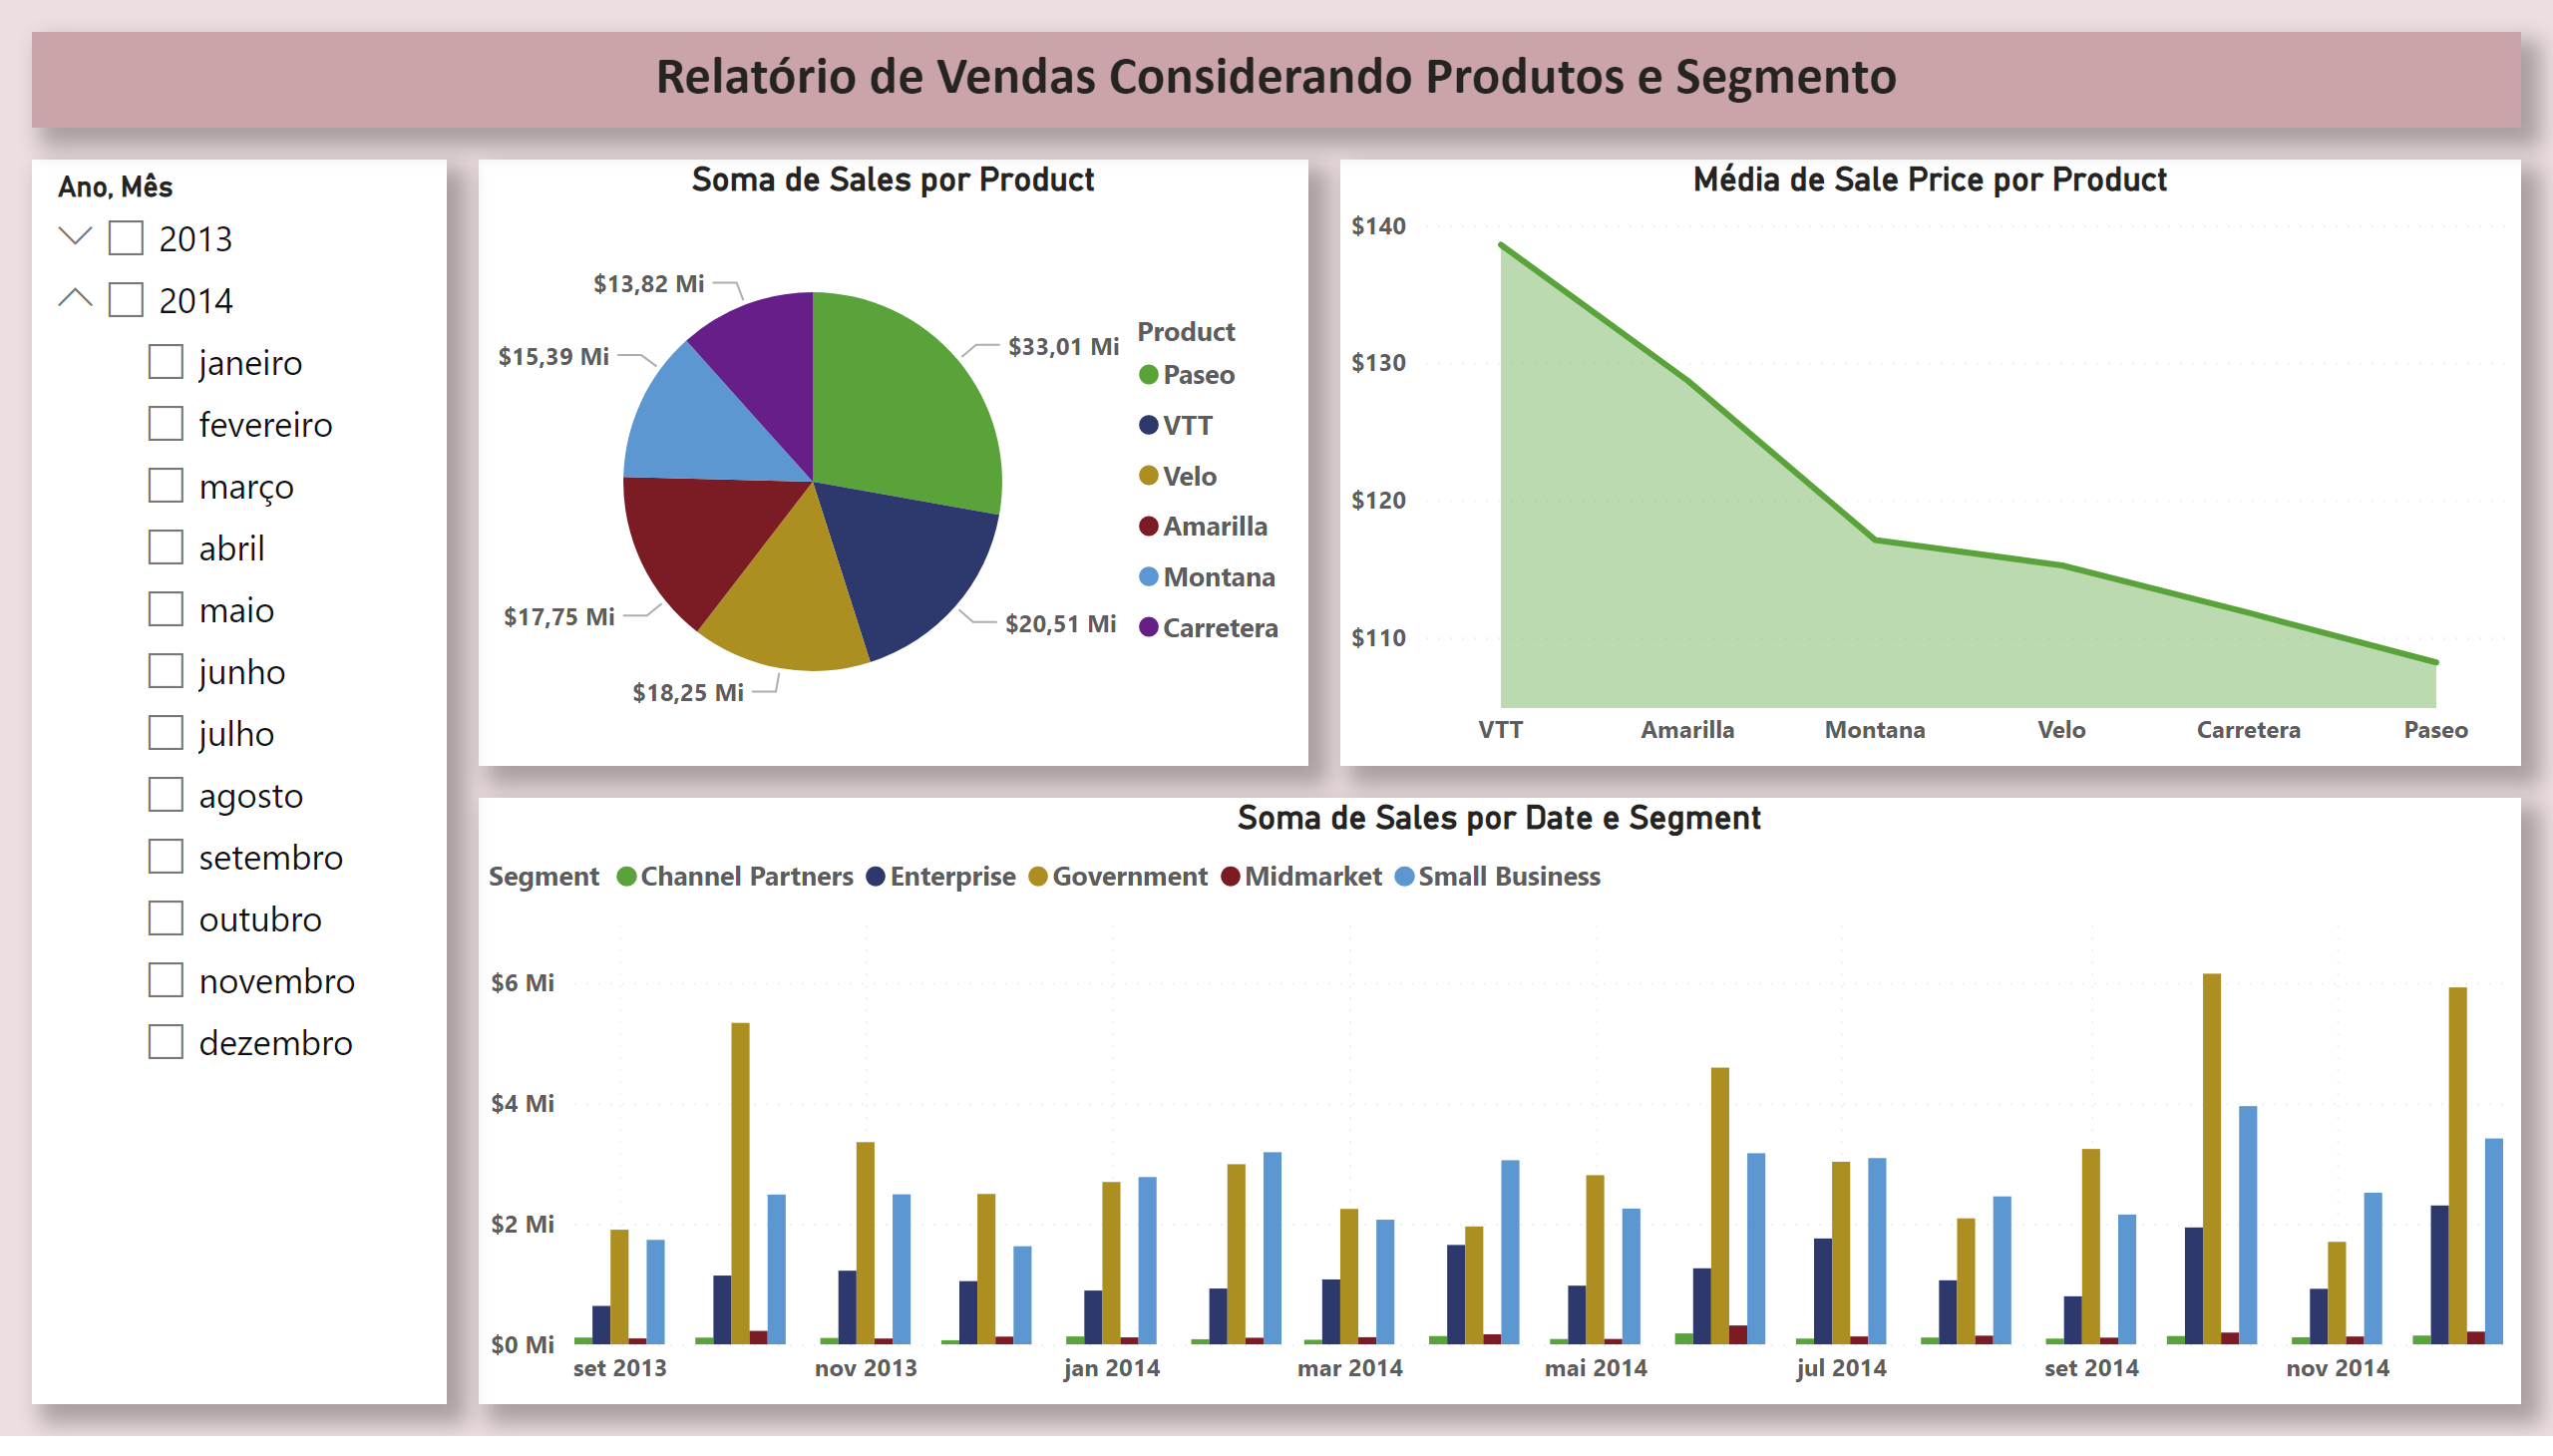 Relatório de Vendas Considerando Produtos e Segmento
Ano, Mês
2013
2014
janeiro
fevereiro
março
abril
maio
junho
julho
agosto
setembro
outubro
novembro
dezembro
Soma de Sales por Product
$13,82 Mi
$15,39 Mi
$33,01 Mi
$17,75 Mi
$20,51 Mi
$18,25 Mi
Product
Paseo
VTT
Velo
Amarilla
Montana
Carretera
Média de Sale Price por Product
$140
$130
$120
$110
VTT Amarilla Montana Velo Carretera Paseo
Soma de Sales por Date e Segment
Segment Channel Partners Enterprise Government Midmarket Small Business
$6 Mi
$4 Mi
$2 Mi
$0 Mi
set 2013 nov 2013 jan 2014 mar 2014 mai 2014 jul 2014 set 2014 nov 2014